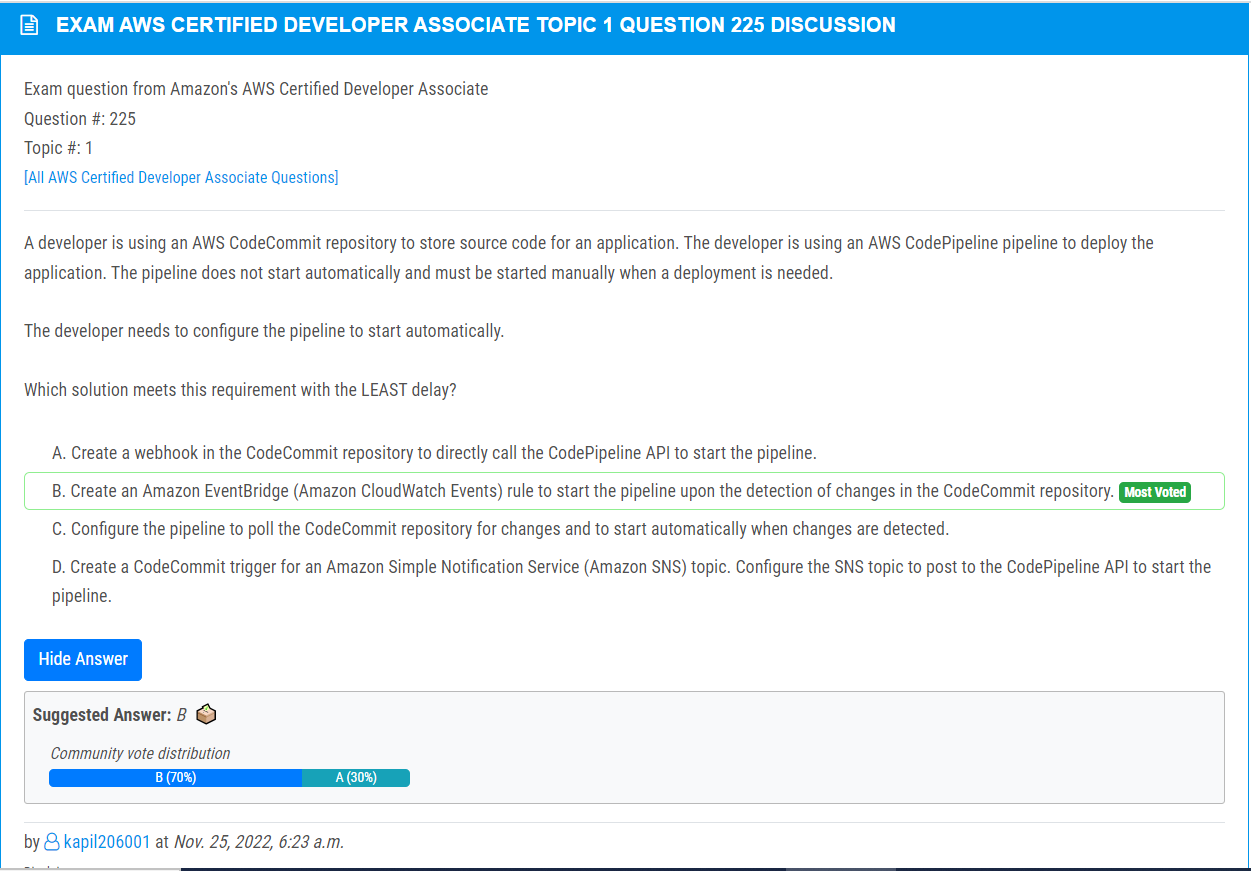 EXAM AWS CERTIFIED DEVELOPER ASSOCIATE TOPIC 1 QUESTION 225 DISCUSSION
Exam question from Amazon's AWS Certified Developer Associate
Question #: 225
Topic #: 1
[All AWS Certified Developer Associate Questions]
A developer is using an AWS CodeCommit repository to store source code for an application. The developer is using an AWS CodePipeline pipeline to deploy the
application. The pipeline does not start automatically and must be started manually when a deployment is needed.
The developer needs to configure the pipeline to start automatically.
Which solution meets this requirement with the LEAST delay?
A. Create a webhook in the CodeCommit repository to directly call the CodePipeline API to start the pipeline.
B. Create an Amazon EventBridge (Amazon CloudWatch Events) rule to start the pipeline upon the detection of changes in the CodeCommit repository. Most Voted
C. Configure the pipeline to poll the CodeCommit repository for changes and to start automatically when changes are detected.
D. Create a CodeCommit trigger for an Amazon Simple Notification Service (Amazon SNS) topic. Configure the SNS topic to post to the CodePipeline API to start the
pipeline.
Hide Answer
Suggested Answer: B
Community vote distribution
B (70%) A (30%)
by kapil206001 at Nov. 25, 2022, 6:23 a.m.